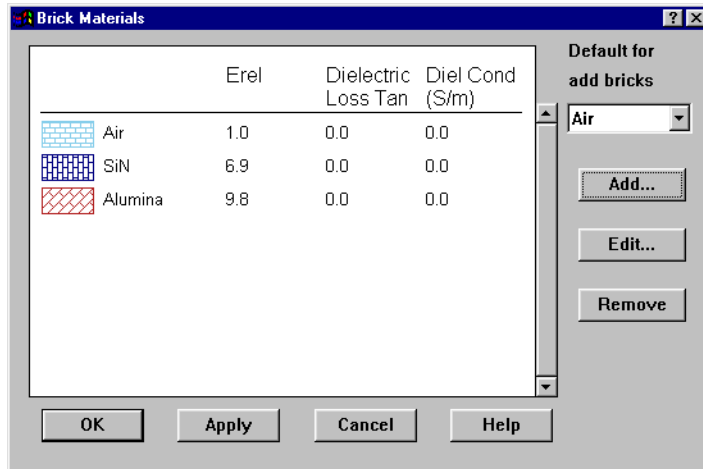 Brick Materials
Erel Dielectric Loss Tan Diel Cond (S/m)
Air 1.0 0.0 0.0
SiN 6.9 0.0 0.0
Alumina 9.8 0.0 0.0
Default for
add bricks
Air
Add...
Edit...
Remove
OK Apply Cancel Help